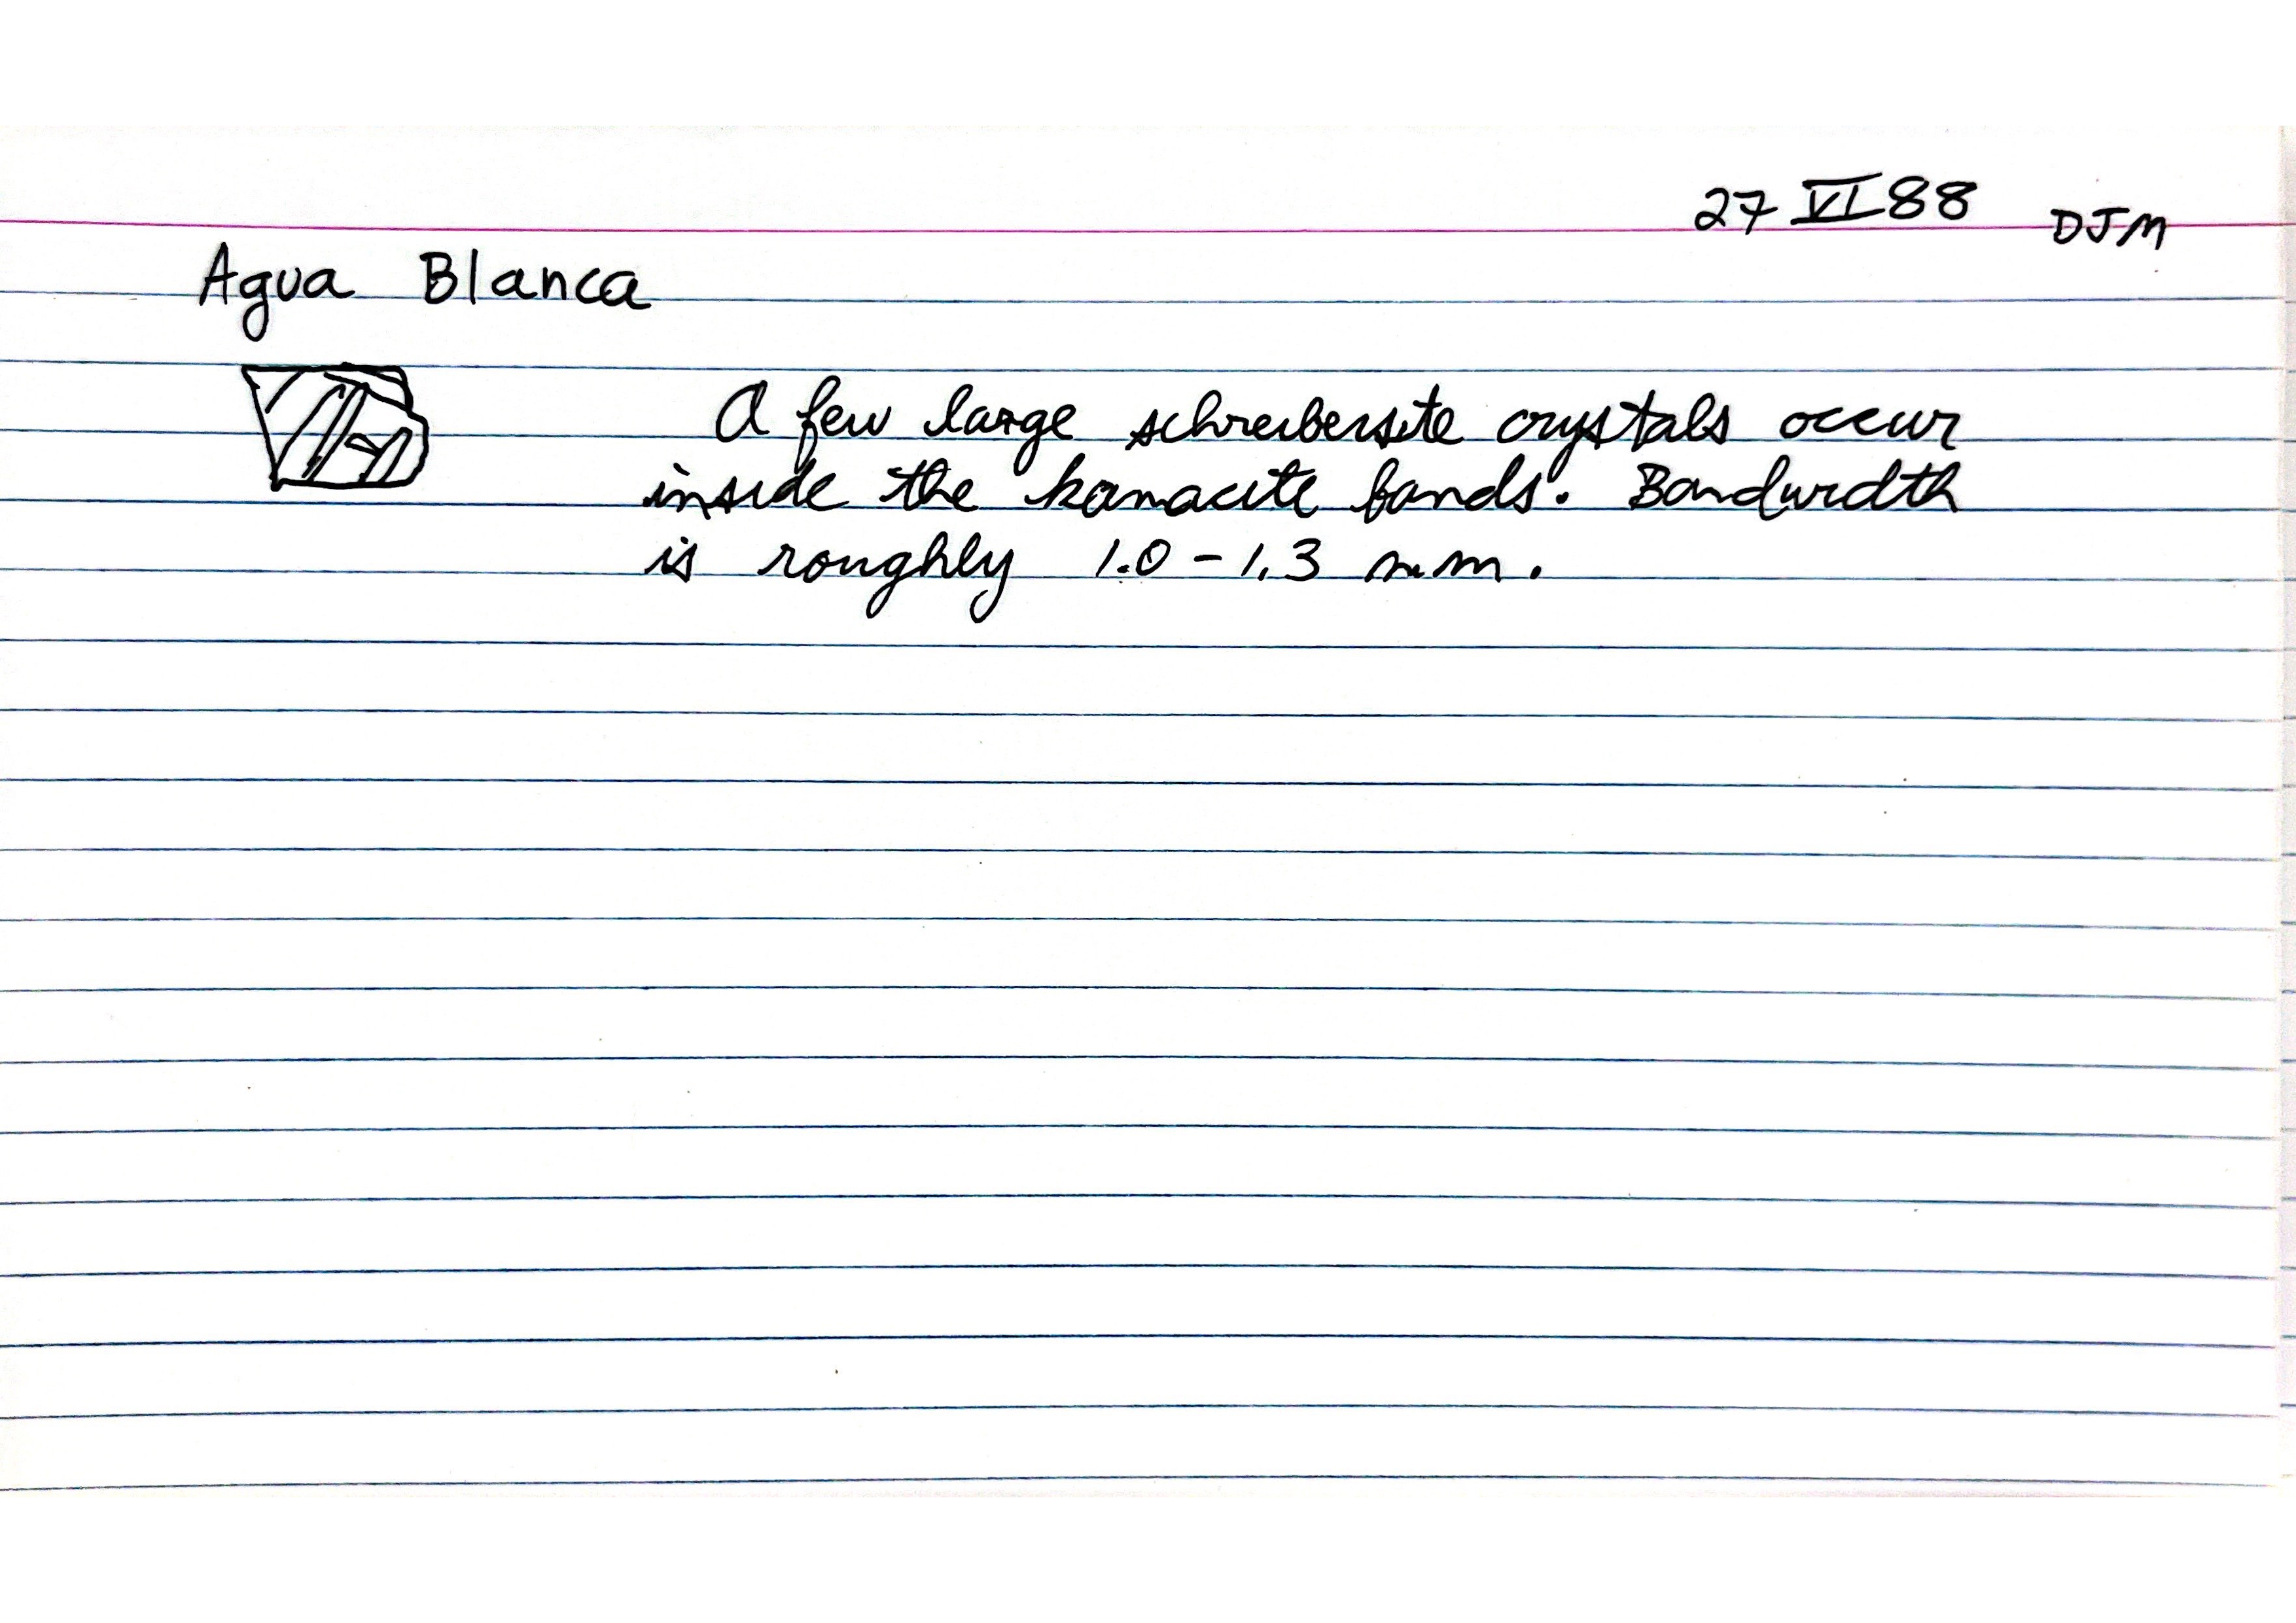 27 VI 88 DJM
Agua Blanca
A few large schreibersite crystals occur
inside the kamacite bands. Bandwidth
is roughly 1.0-1.3 mm.